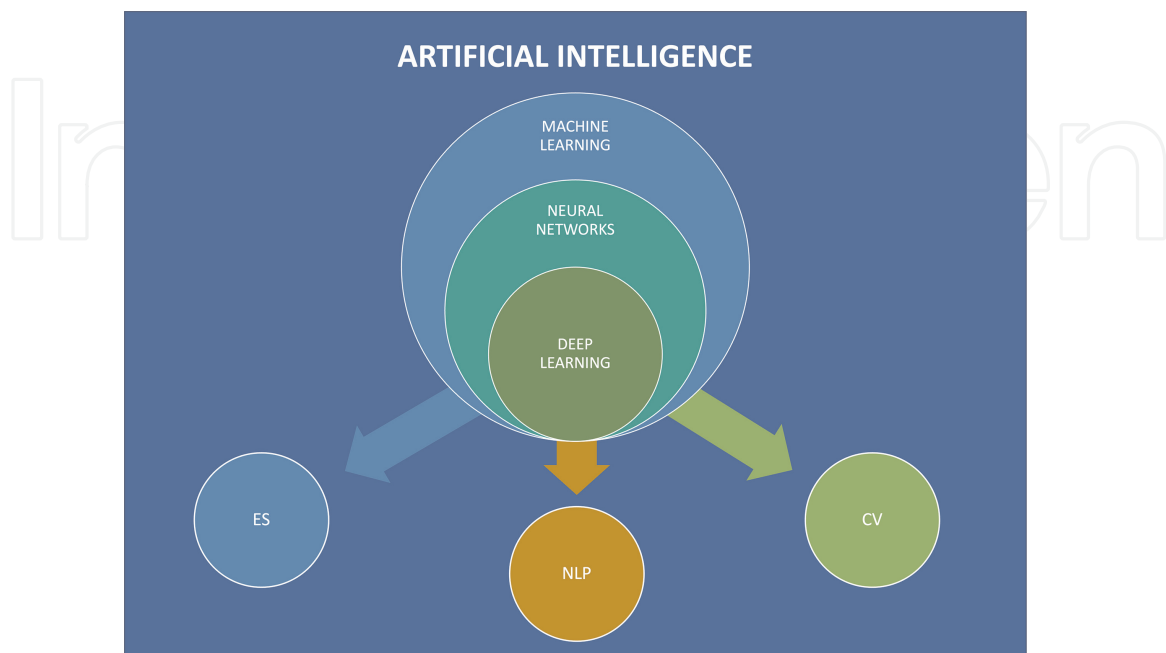 ARTIFICIAL INTELLIGENCE
MACHINE
LEARNING
NEURAL
NETWORKS
DEEP
LEARNING
ES
NLP
CV